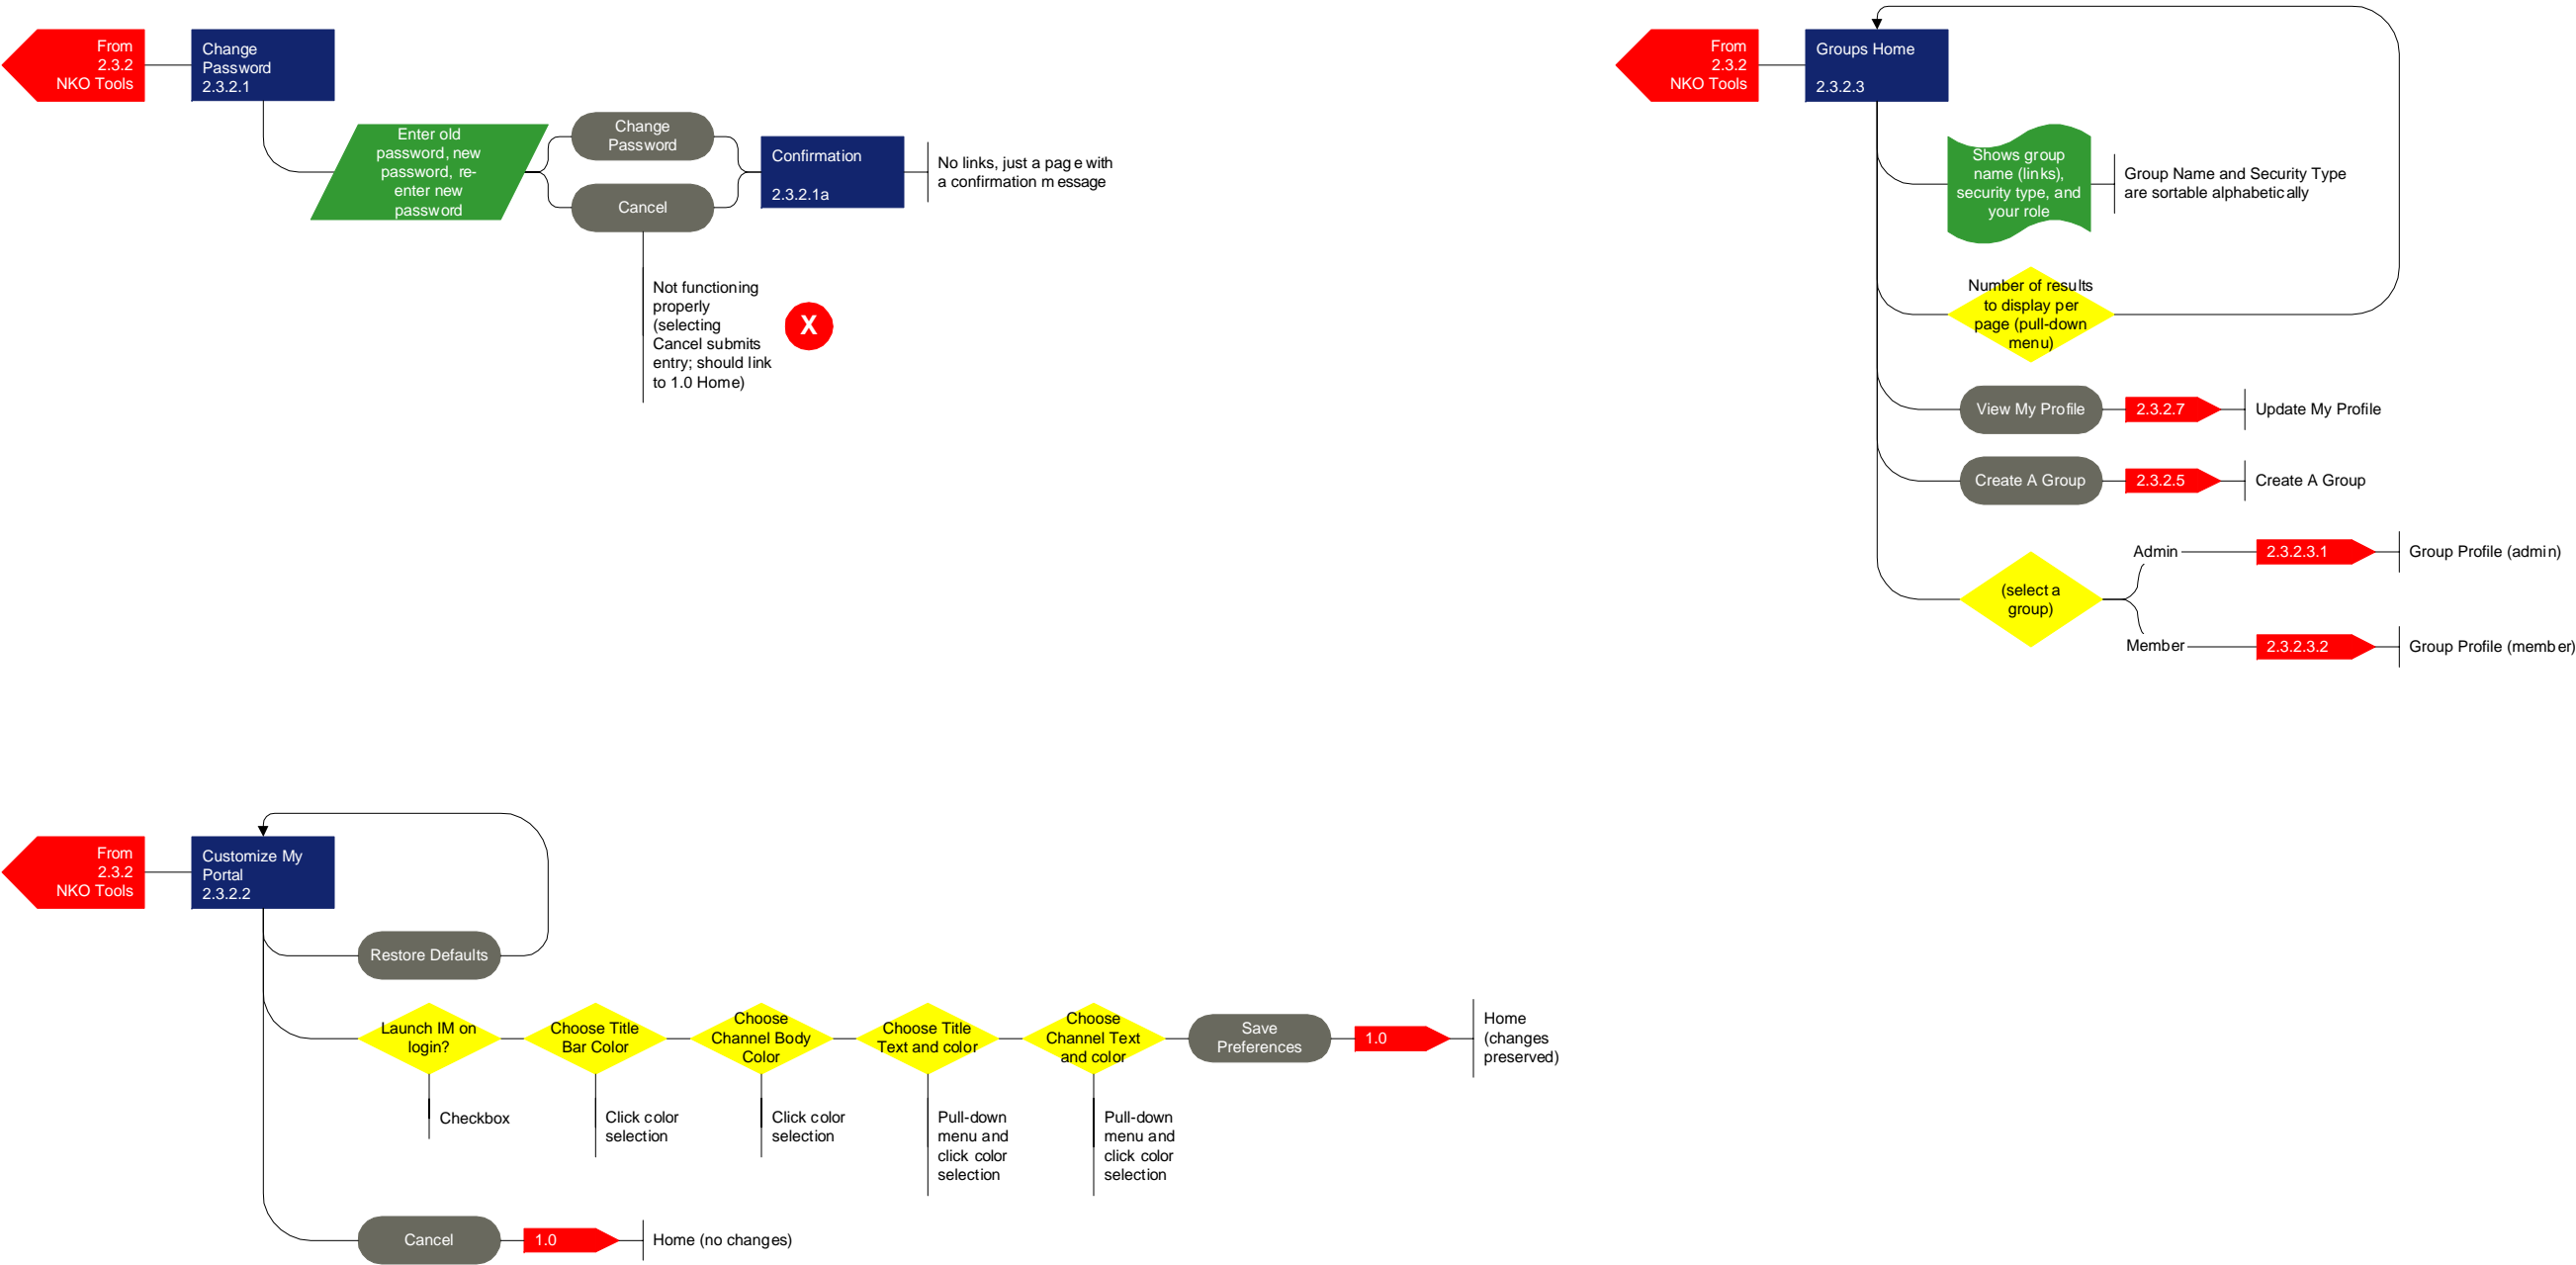 From
2.3.2
NKO Tools
Change
Password
2.3.2.1
Enter old
password, new
password, re-
enter new
password
Change
Password
Cancel
Confirmation
2.3.2.1a
No links, just a page with
a confirmation message
Not functioning
properly
(selecting
Cancel submits
entry; should link
to 1.0 Home)
X
From
2.3.2
NKO Tools
Groups Home
2.3.2.3
Shows group
name (links),
security type, and
your role
Group Name and Security Type
are sortable alphabetically
Number of results
to display per
page (pull-down
menu)
View My Profile
2.3.2.7
Update My Profile
Create A Group
2.3.2.5
Create A Group
(select a
group)
Admin
2.3.2.3.1
Group Profile (admin)
Member
2.3.2.3.2
Group Profile (member)
From
2.3.2
NKO Tools
Customize My
Portal
2.3.2.2
Restore Defaults
Launch IM on
login?
Checkbox
Choose Title
Bar Color
Click color
selection
Choose
Channel Body
Color
Click color
selection
Choose Title
Text and color
Pull-down
menu and
click color
selection
Choose
Channel Text
and color
Pull-down
menu and
click color
selection
Save
Preferences
1.0
Home
(changes
preserved)
Cancel
1.0
Home (no changes)